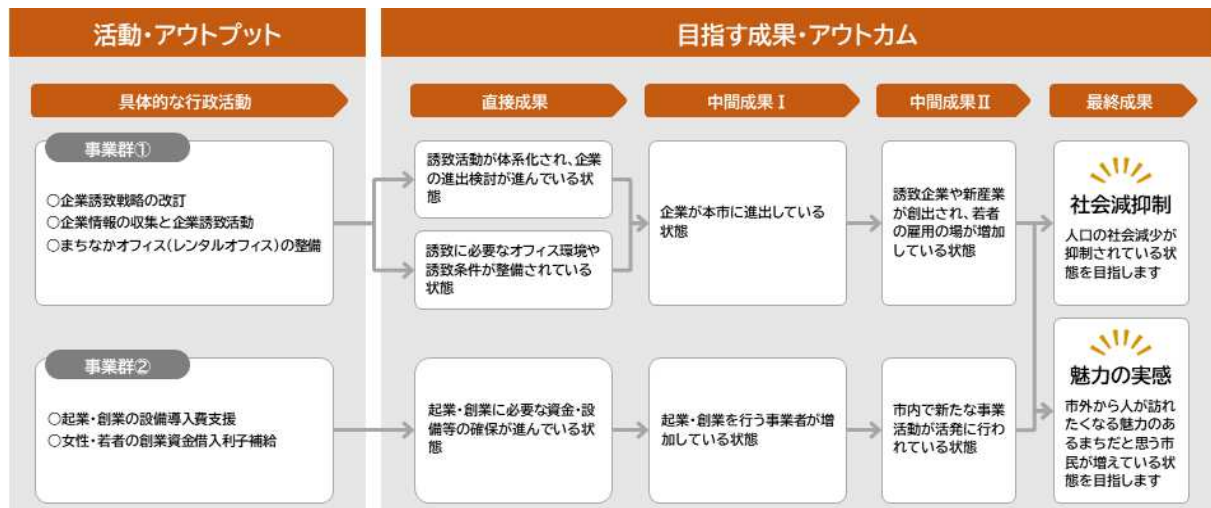 活動・アウトプット
目指す成果・アウトカム
具体的な行政活動
直接成果
中間成果Ⅰ
中間成果Ⅱ
最終成果
事業群①
○企業誘致戦略の改訂
○企業情報の収集と企業誘致活動
○まちなかオフィス(レンタルオフィス)の整備
誘致活動が体系化され、企業
の進出検討が進んでいる状
態
誘致に必要なオフィス環境や
誘致条件が整備されている
状態
企業が本市に進出している
状態
誘致企業や新産業
が創出され、若者
の雇用の場が増加
している状態
社会減抑制
人口の社会減少が
抑制されている状
態を目指します
事業群②
○起業・創業の設備導入費支援
○女性・若者の創業資金借入利子補給
起業・創業に必要な資金・設
備等の確保が進んでいる状
態
起業・創業を行う事業者が増
加している状態
市内で新たな事業
活動が活発に行わ
れている状態
魅力の実感
市外から人が訪れ
たくなる魅力のあ
るまちだと思う市
民が増えている状
態を目指します